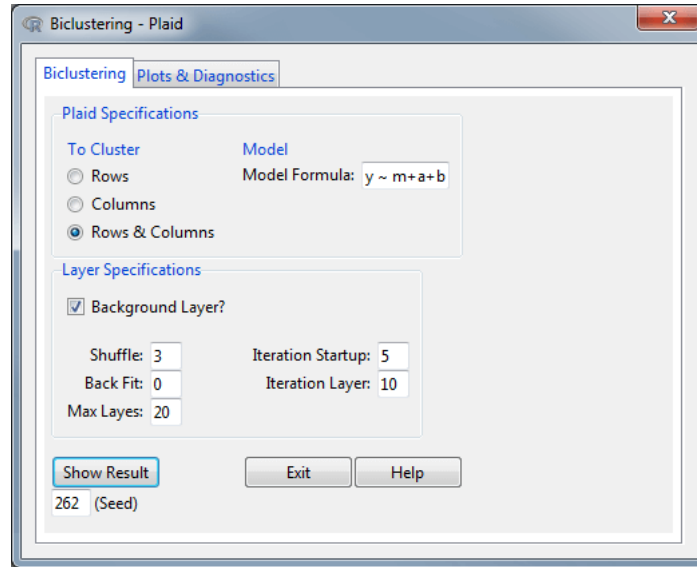 Biclustering - Plaid
Biclustering Plots & Diagnostics
Plaid Specifications
To Cluster Model
Rows Model Formula: y ~ m+a+b
Columns
Rows & Columns
Layer Specifications
Background Layer?
Shuffle: 3 Iteration Startup: 5
Back Fit: 0 Iteration Layer: 10
Max Layes: 20
Show Result Exit Help
262 (Seed)